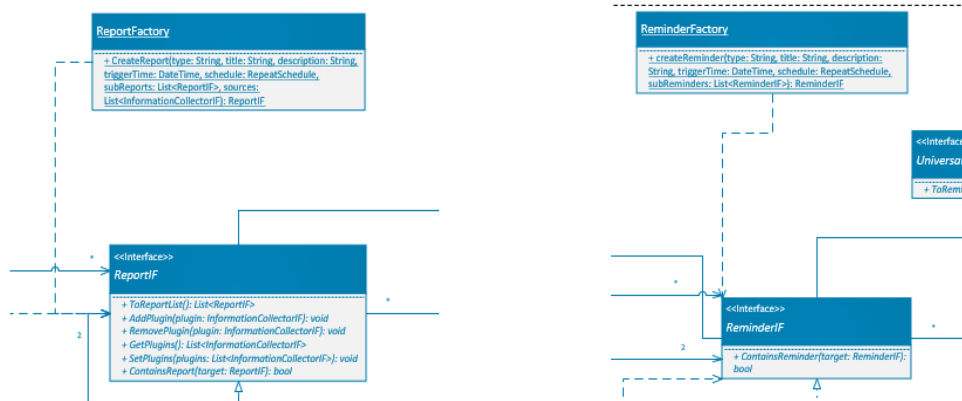 ReportFactory
+ CreateReport(type: String, title: String, description: String,
triggerTime: DateTime, schedule: RepeatSchedule,
subReports: List<ReportIF>, sources:
List<InformationCollectorIF): ReportIF
*
<<Interface>>
ReportIF
+ ToReportList(): List<ReportIF>
+ AddPlugin(plugin: InformationCollectorIF): void
+ RemovePlugin(plugin: InformationCollectorIF): void
+ GetPlugins(): List<InformationCollectorIF>
+ SetPlugins(plugins: List<InformationCollectorIF>): void
+ ContainsReport(target: ReportIF): bool
*
2
ReminderFactory
+ createReminder(type: String, title: String, description:
String, triggerTime: DateTime, schedule: RepeatSchedule,
subReminders: List<ReminderIF>): ReminderIF
<<Interfac
Universa
+ ToRemi
*
<<Interface>>
ReminderIF
+ ContainsReminder(target: ReminderIF):
bool
*
2